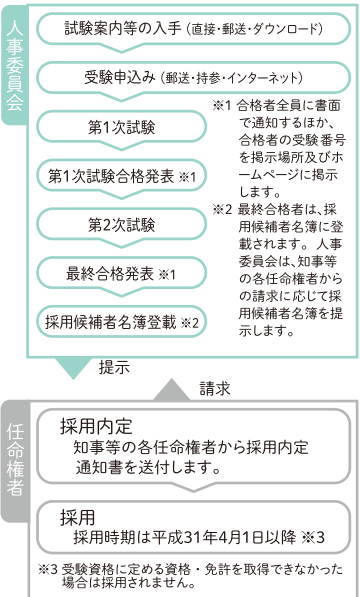 人事委員会
試験案内等の入手（直接・郵送・ダウンロード）
受験申込み（郵送・持参・インターネット）
第1次試験
第1次試験合格発表 ※1
第2次試験
最終合格発表 ※1
採用候補者名簿登載 ※2
※1 合格者全員に書面
で通知するほか、
合格者の受験番号
を掲示場所及びホ
ームページに掲示
します。
※2 最終合格者は、採
用候補者名簿に登
載されます。人事
委員会は、知事等
の各任命権者から
の請求に応じて採
用候補者名簿を提
示します。
提示
請求
任命権者
採用内定
知事等の各任命権者から採用内定
通知書を送付します。
採用
採用時期は平成31年4月1日以降 ※3
※3 受験資格に定める資格・免許を取得できなかった
場合は採用されません。